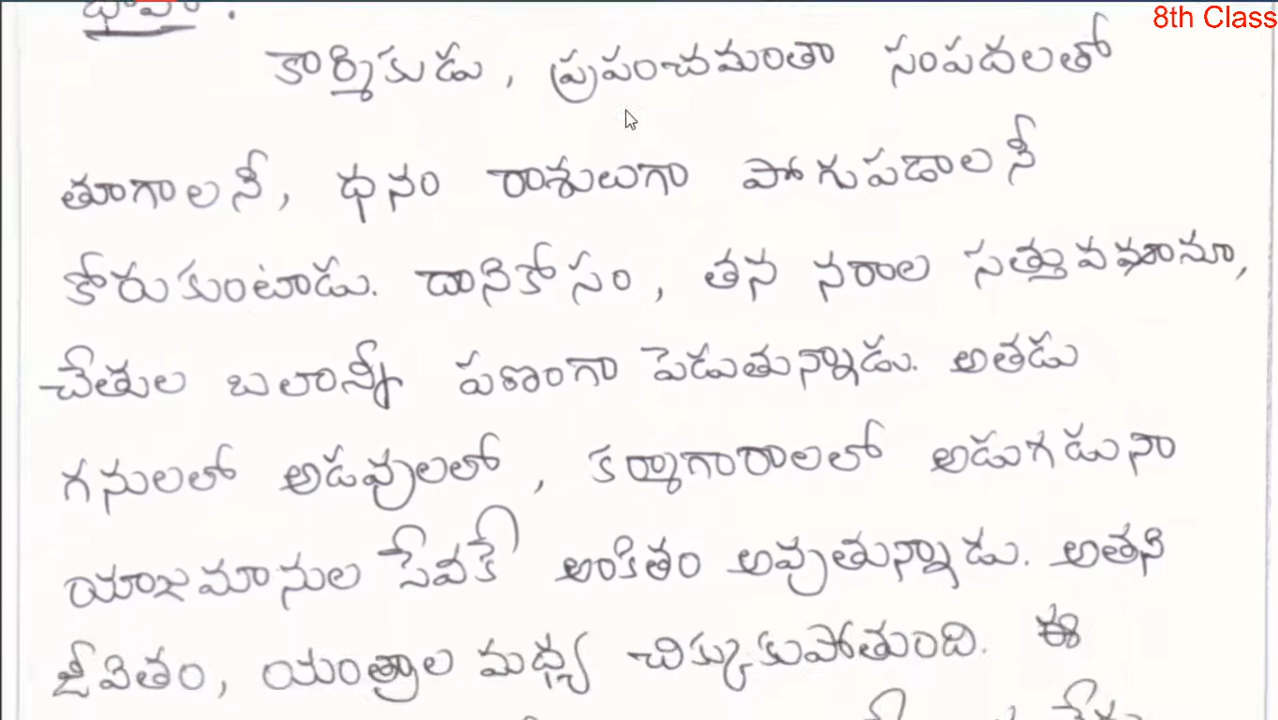 8th Class
భావం :
కార్మికుడు, ప్రపంచమంతా సంపదలతో
తూగాలనీ, ధనం రాశులుగా పోగుపడాలనీ
కోరుకుంటాడు. దానికోసం, తన నరాల సత్తువమానూ,
చేతుల బలాన్నీ పణంగా పెడుతున్నాడు. అతడు
గనులలో అడవులలో, కర్మాగారాలలో అడుగడునా
యాజమానుల సేవకే అంకితం అవుతున్నాడు. అతని
జీవితం, యంత్రాల మధ్య చిక్కుకుపోతుంది. ఈ